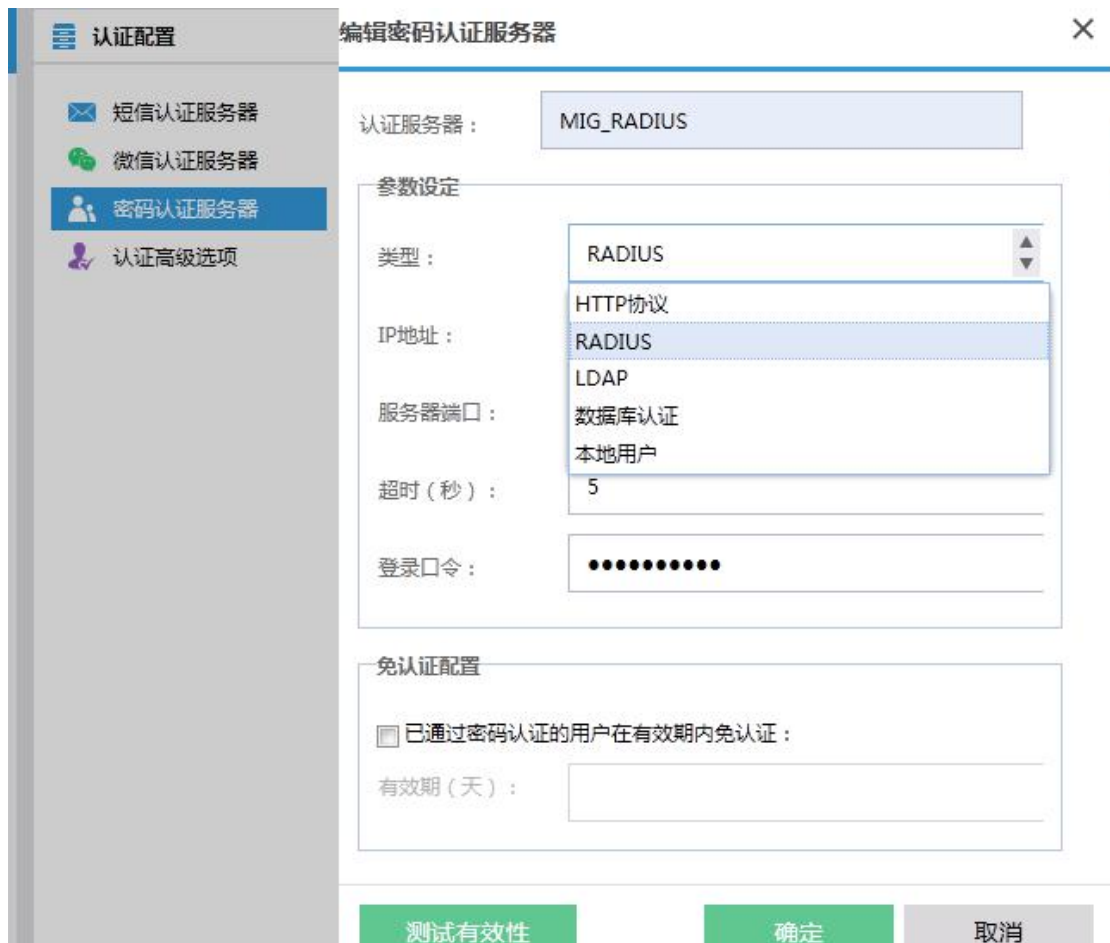 认证配置
短信认证服务器
微信认证服务器
密码认证服务器
认证高级选项
编辑密码认证服务器
认证服务器： MIG_RADIUS
参数设定
类型： RADIUS
HTTP协议
RADIUS
LDAP
数据库认证
本地用户
IP地址：
服务器端口：
超时（秒）： 5
登录口令： ••••••••••
免认证配置
已通过密码认证的用户在有效期内免认证：
有效期（天）：
测试有效性 确定 取消